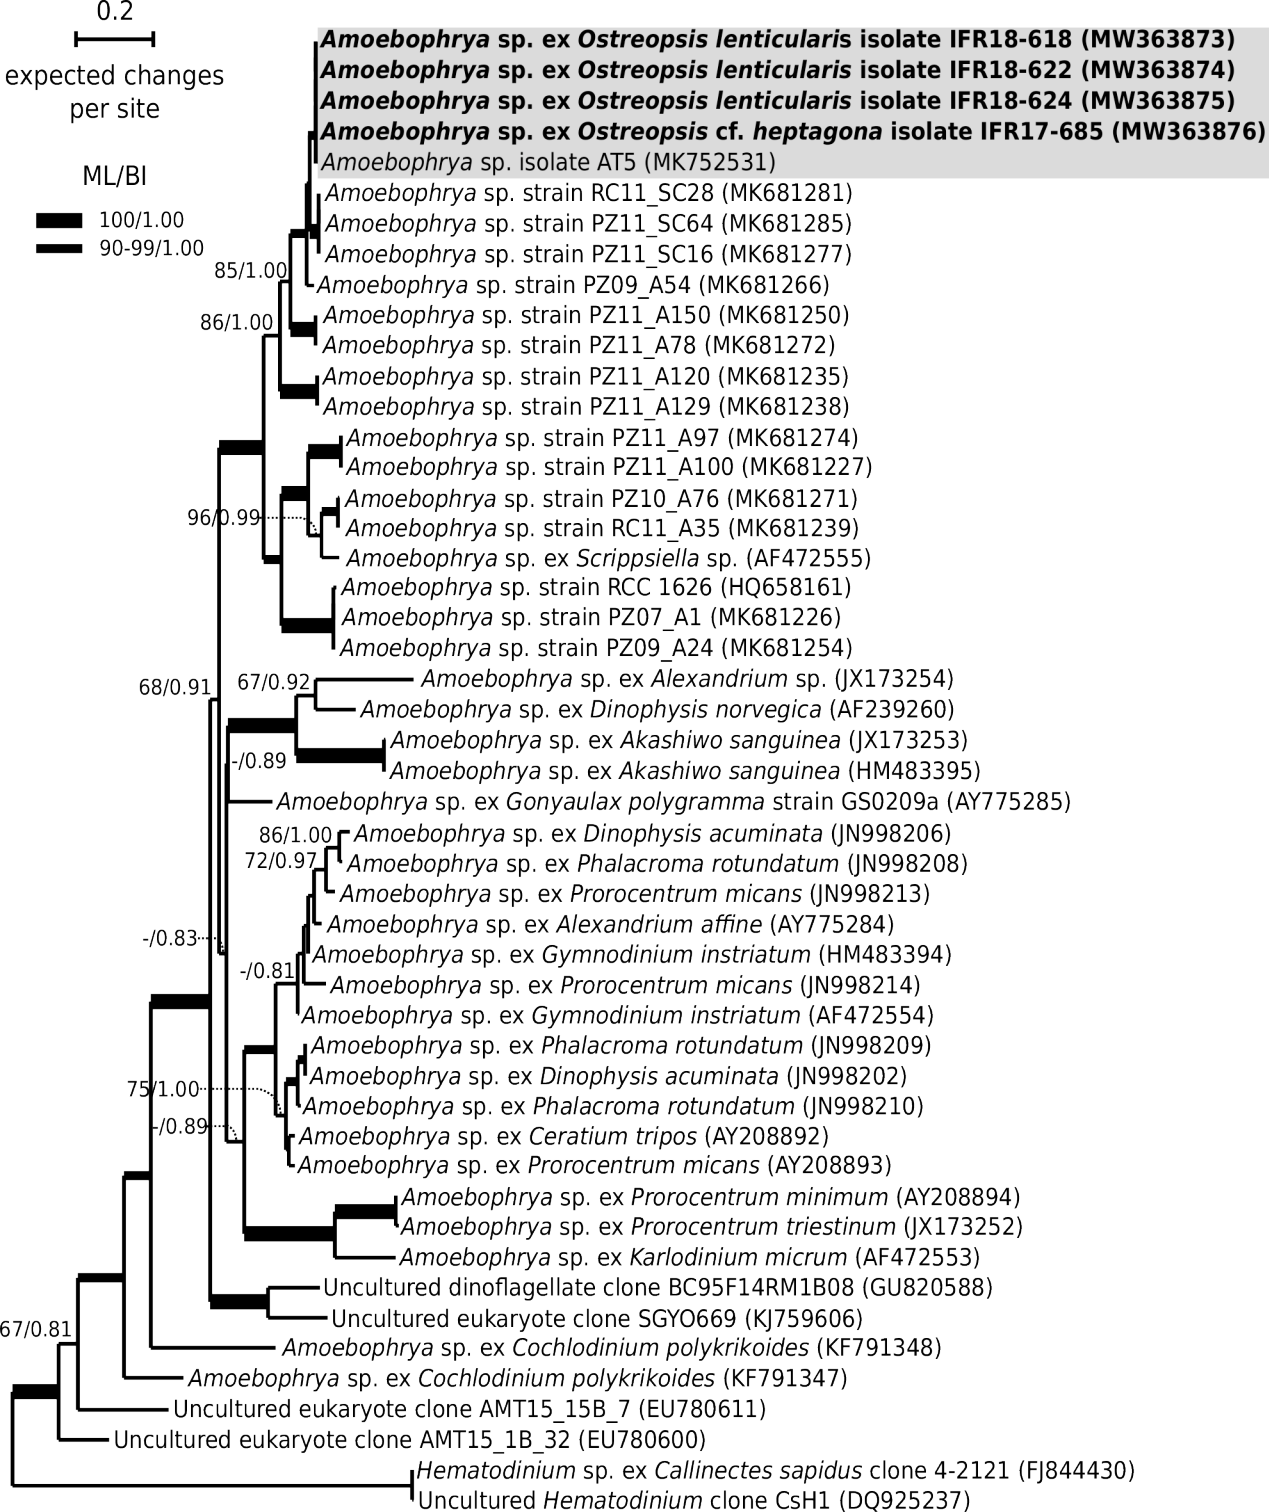 0.2
expected changes
per site
ML/BI
100/1.00
90-99/1.00
Amoebophrya sp. ex Ostreopsis lenticularis isolate IFR18-618 (MW363873)
Amoebophrya sp. ex Ostreopsis lenticularis isolate IFR18-622 (MW363874)
Amoebophrya sp. ex Ostreopsis lenticularis isolate IFR18-624 (MW363875)
Amoebophrya sp. ex Ostreopsis cf. heptagona isolate IFR17-685 (MW363876)
Amoebophrya sp. isolate AT5 (MK752531)
Amoebophrya sp. strain RC11_SC28 (MK681281)
Amoebophrya sp. strain PZ11_SC64 (MK681285)
Amoebophrya sp. strain PZ11_SC16 (MK681277)
85/1.00
Amoebophrya sp. strain PZ09_A54 (MK681266)
86/1.00
Amoebophrya sp. strain PZ11_A150 (MK681250)
Amoebophrya sp. strain PZ11_A78 (MK681272)
Amoebophrya sp. strain PZ11_A120 (MK681235)
Amoebophrya sp. strain PZ11_A129 (MK681238)
Amoebophrya sp. strain PZ11_A97 (MK681274)
Amoebophrya sp. strain PZ11_A100 (MK681227)
Amoebophrya sp. strain PZ10_A76 (MK681271)
96/0.99
Amoebophrya sp. strain RC11_A35 (MK681239)
Amoebophrya sp. ex Scrippsiella sp. (AF472555)
Amoebophrya sp. strain RCC 1626 (HQ658161)
Amoebophrya sp. strain PZ07_A1 (MK681226)
Amoebophrya sp. strain PZ09_A24 (MK681254)
68/0.91
67/0.92
Amoebophrya sp. ex Alexandrium sp. (JX173254)
Amoebophrya sp. ex Dinophysis norvegica (AF239260)
Amoebophrya sp. ex Akashiwo sanguinea (JX173253)
-/0.89
Amoebophrya sp. ex Akashiwo sanguinea (HM483395)
Amoebophrya sp. ex Gonyaulax polygramma strain GS0209a (AY775285)
86/1.00
Amoebophrya sp. ex Dinophysis acuminata (JN998206)
72/0.97
Amoebophrya sp. ex Phalacroma rotundatum (JN998208)
Amoebophrya sp. ex Prorocentrum micans (JN998213)
Amoebophrya sp. ex Alexandrium affine (AY775284)
-/0.83
Amoebophrya sp. ex Gymnodinium instriatum (HM483394)
-/0.81
Amoebophrya sp. ex Prorocentrum micans (JN998214)
Amoebophrya sp. ex Gymnodinium instriatum (AF472554)
Amoebophrya sp. ex Phalacroma rotundatum (JN998209)
Amoebophrya sp. ex Dinophysis acuminata (JN998202)
75/1.00
Amoebophrya sp. ex Phalacroma rotundatum (JN998210)
-/0.89
Amoebophrya sp. ex Ceratium tripos (AY208892)
Amoebophrya sp. ex Prorocentrum micans (AY208893)
Amoebophrya sp. ex Prorocentrum minimum (AY208894)
Amoebophrya sp. ex Prorocentrum triestinum (JX173252)
Amoebophrya sp. ex Karlodinium micrum (AF472553)
Uncultured dinoflagellate clone BC95F14RM1B08 (GU820588)
Uncultured eukaryote clone SGYO669 (KJ759606)
67/0.81
Amoebophrya sp. ex Cochlodinium polykrikoides (KF791348)
Amoebophrya sp. ex Cochlodinium polykrikoides (KF791347)
Uncultured eukaryote clone AMT15_15B_7 (EU780611)
Uncultured eukaryote clone AMT15_1B_32 (EU780600)
Hematodinium sp. ex Callinectes sapidus clone 4-2121 (FJ844430)
Uncultured Hematodinium clone CsH1 (DQ925237)